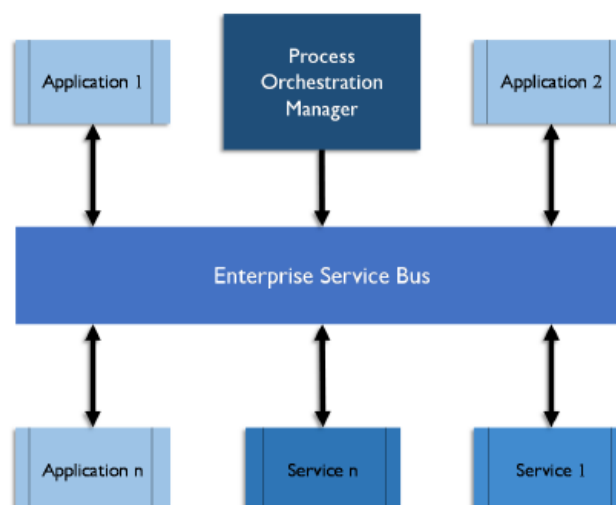 Application 1
Process
Orchestration
Manager
Application 2
Enterprise Service Bus
Application n
Service n
Service 1